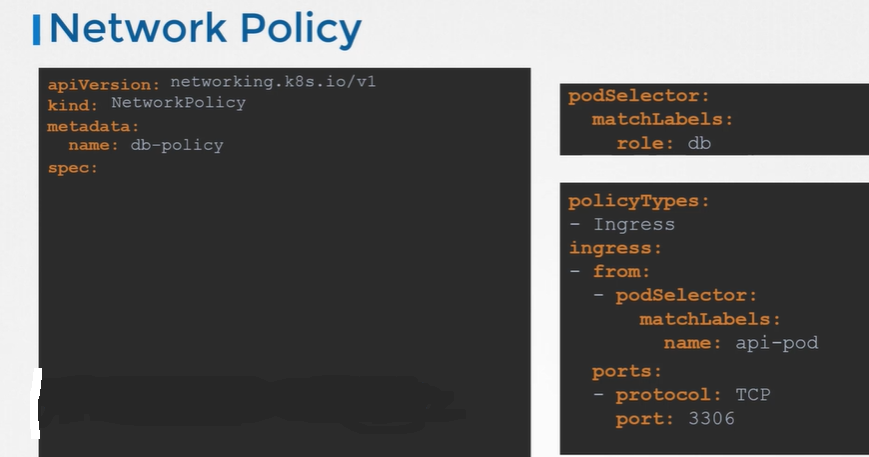 Network Policy
apiVersion: networking.k8s.io/v1
kind: NetworkPolicy
metadata:
  name: db-policy
spec:
podSelector:
  matchLabels:
    role: db
policyTypes:
- Ingress
ingress:
- from:
  - podSelector:
      matchLabels:
        name: api-pod
  ports:
  - protocol: TCP
    port: 3306